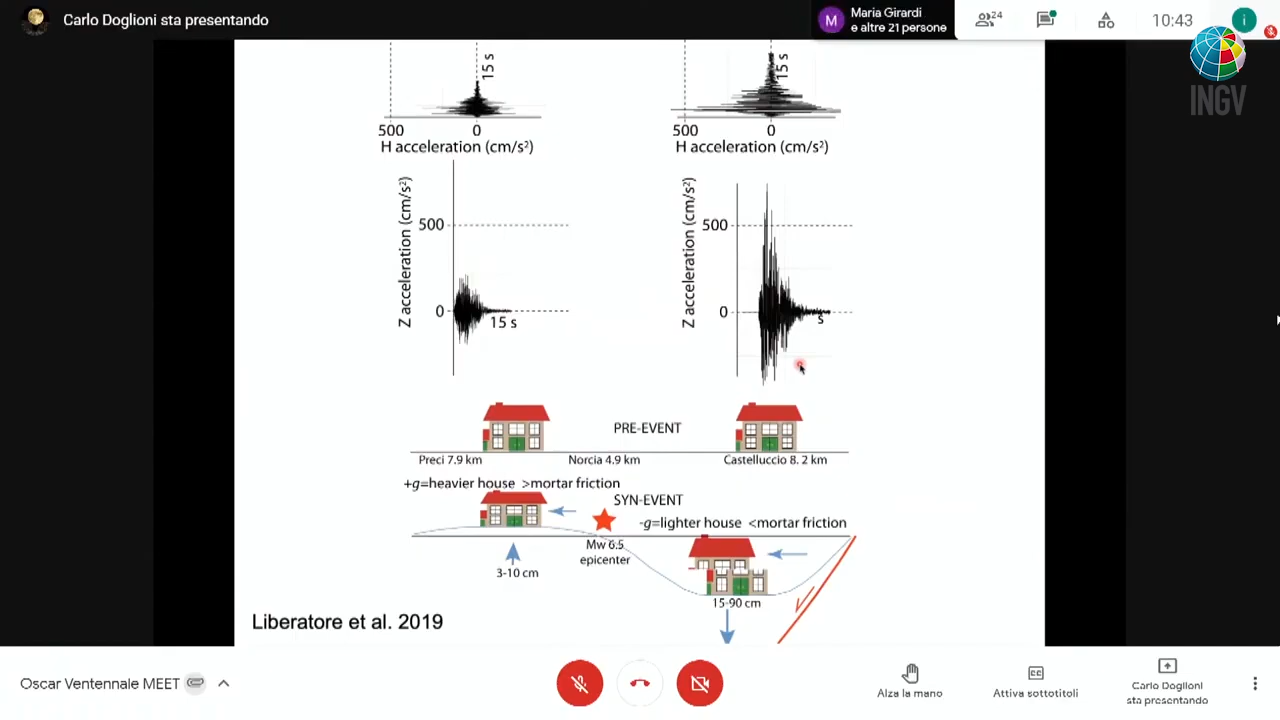 Carlo Doglioni sta presentando
Maria Girardi
e altre 21 persone
24
10:43
M
i
INGV
15 s
15 s
500
0
500
0
H acceleration (cm/s²)
H acceleration (cm/s²)
Z acceleration (cm/s²)
500
0
15 s
Z acceleration (cm/s²)
500
0
s
PRE-EVENT
Preci 7.9 km
Norcia 4.9 km
Castelluccio 8. 2 km
+g=heavier house >mortar friction
SYN-EVENT
-g=lighter house <mortar friction
Mw 6.5
epicenter
3-10 cm
15-90 cm
Liberatore et al. 2019
Oscar Ventennale MEET
Alza la mano
Attiva sottotitoli
Carlo Doglioni
sta presentando